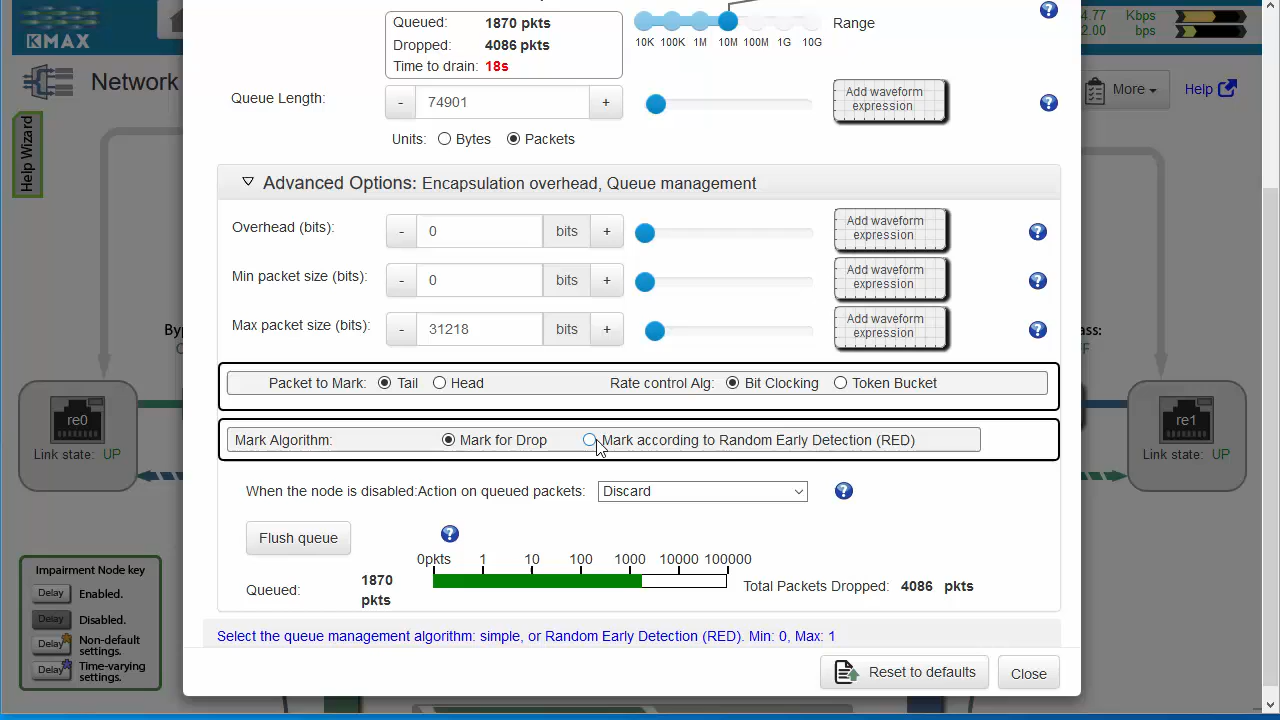 KMAX
Network
Help Wizard
Queued: 1870 pkts
Dropped: 4086 pkts
Time to drain: 18s
10K 100K 1M 10M 100M 1G 10G
Range
4.77 Kbps
2.00 bps
More
Help
Queue Length:
-
74901
+
Add waveform expression
Units: Bytes Packets
Advanced Options: Encapsulation overhead, Queue management
Overhead (bits):
-
0
bits
+
Add waveform expression
Min packet size (bits):
-
0
bits
+
Add waveform expression
Max packet size (bits):
-
31218
bits
+
Add waveform expression
Packet to Mark: Tail Head
Rate control Alg: Bit Clocking Token Bucket
Mark Algorithm: Mark for Drop Mark according to Random Early Detection (RED)
When the node is disabled:Action on queued packets: Discard
Flush queue
0pkts 1 10 100 1000 10000 100000
Queued: 1870 pkts
Total Packets Dropped: 4086 pkts
Select the queue management algorithm: simple, or Random Early Detection (RED). Min: 0, Max: 1
Reset to defaults
Close
re0
Link state: UP
re1
Link state: UP
Impairment Node key
Delay Enabled.
Delay Disabled.
Delay Non-default settings.
Delay Time-varying settings.